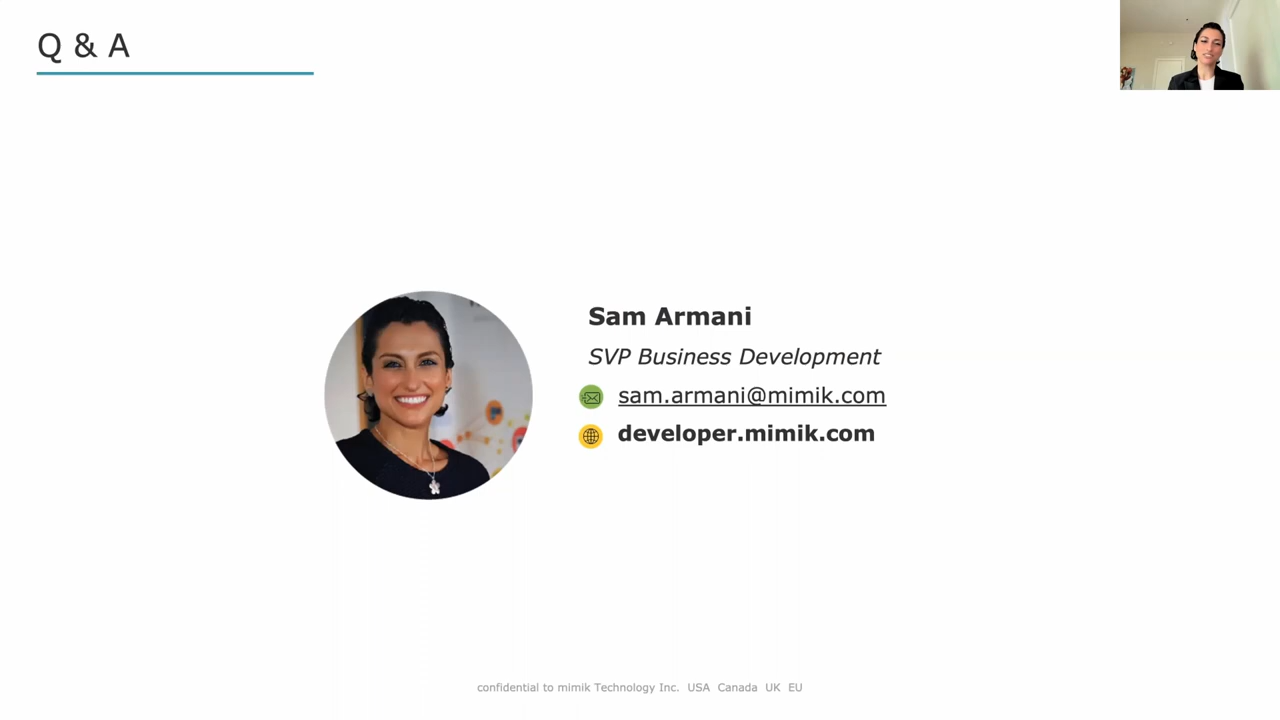 Q & A
Sam Armani
SVP Business Development
sam.armani@mimik.com
developer.mimik.com
confidential to mimik Technology Inc. USA Canada UK EU